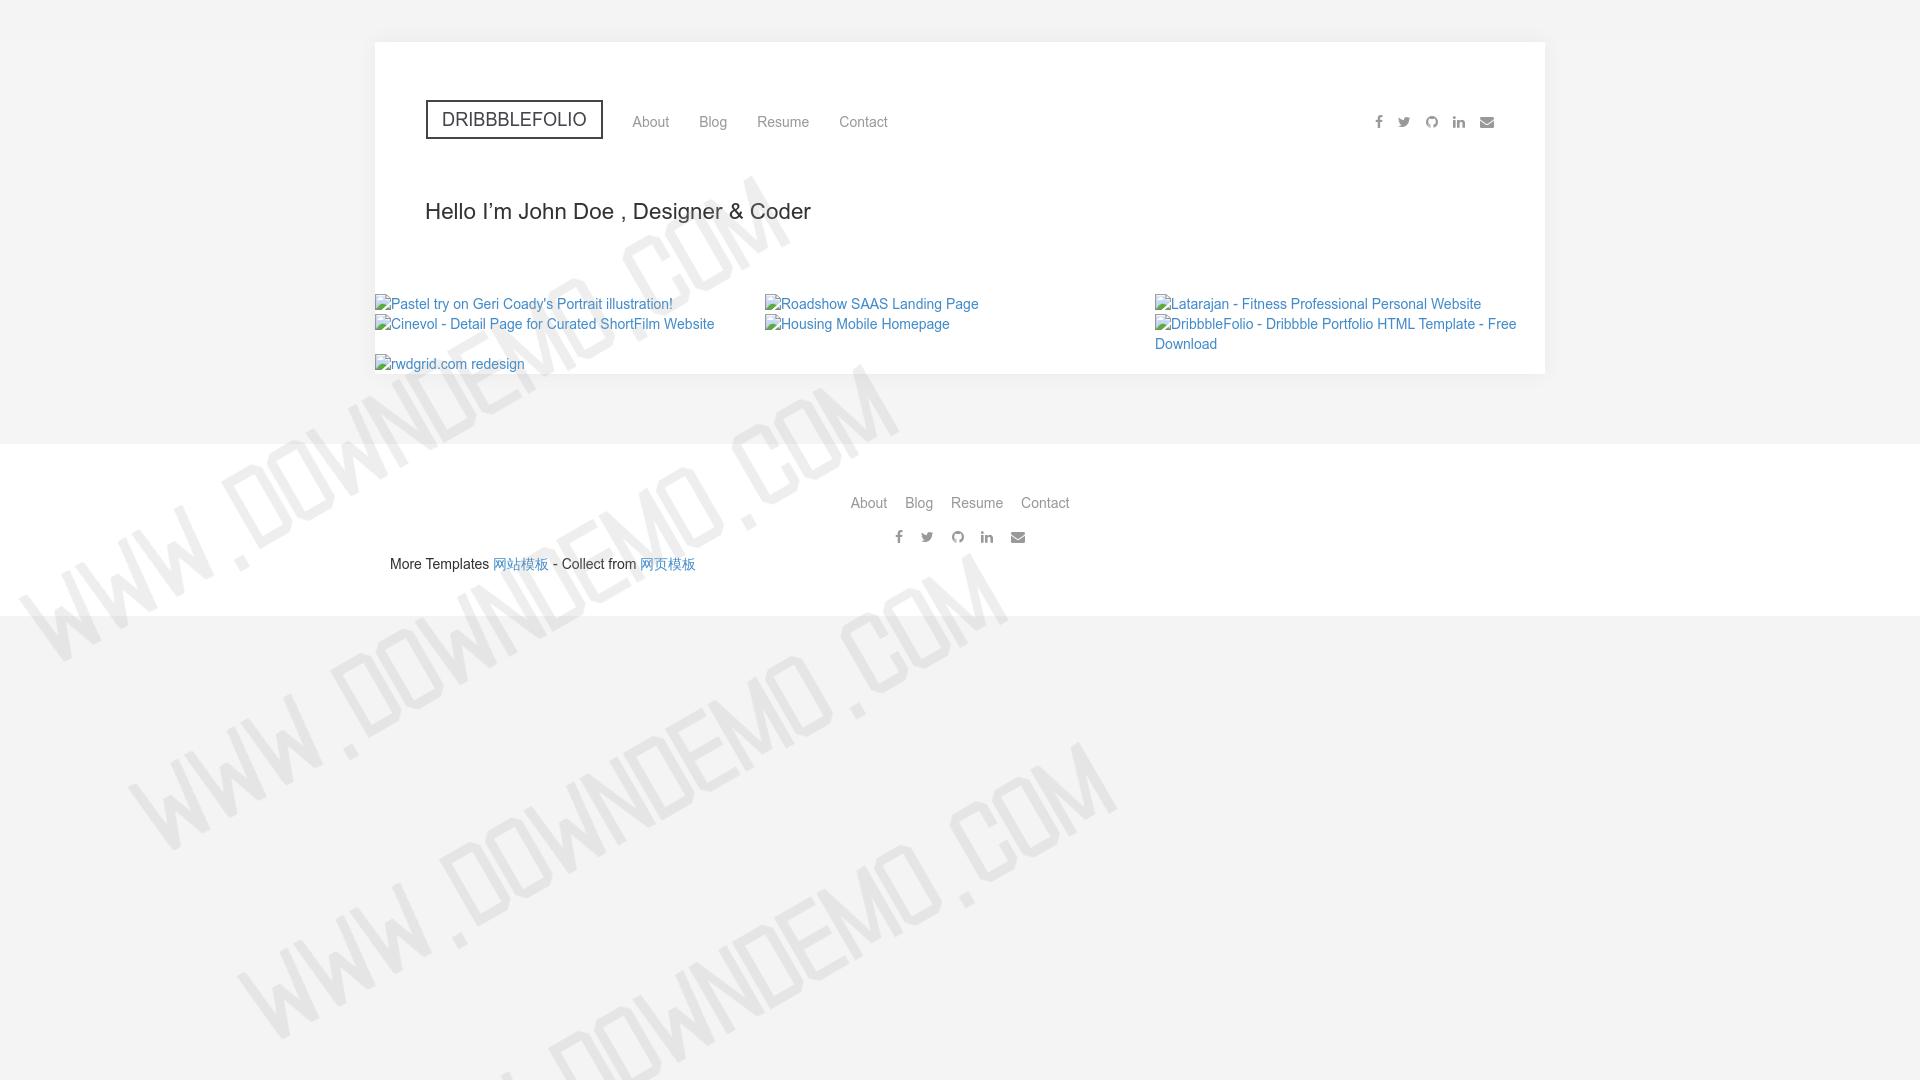 DRIBBBLEFOLIO About Blog Resume Contact
Hello I’m John Doe , Designer & Coder
Pastel try on Geri Coady's Portrait illustration! Roadshow SAAS Landing Page Latarajan - Fitness Professional Personal Website
Cinevol - Detail Page for Curated ShortFilm Website Housing Mobile Homepage DribbbleFolio - Dribbble Portfolio HTML Template - Free
Download
rwdgrid.com redesign
About Blog Resume Contact
More Templates 网站模板 - Collect from 网页模板
WWW.DOWNDEMO.COM
WWW.DOWNDEMO.COM
WWW.DOWNDEMO.COM
DOWNDEMO.COM